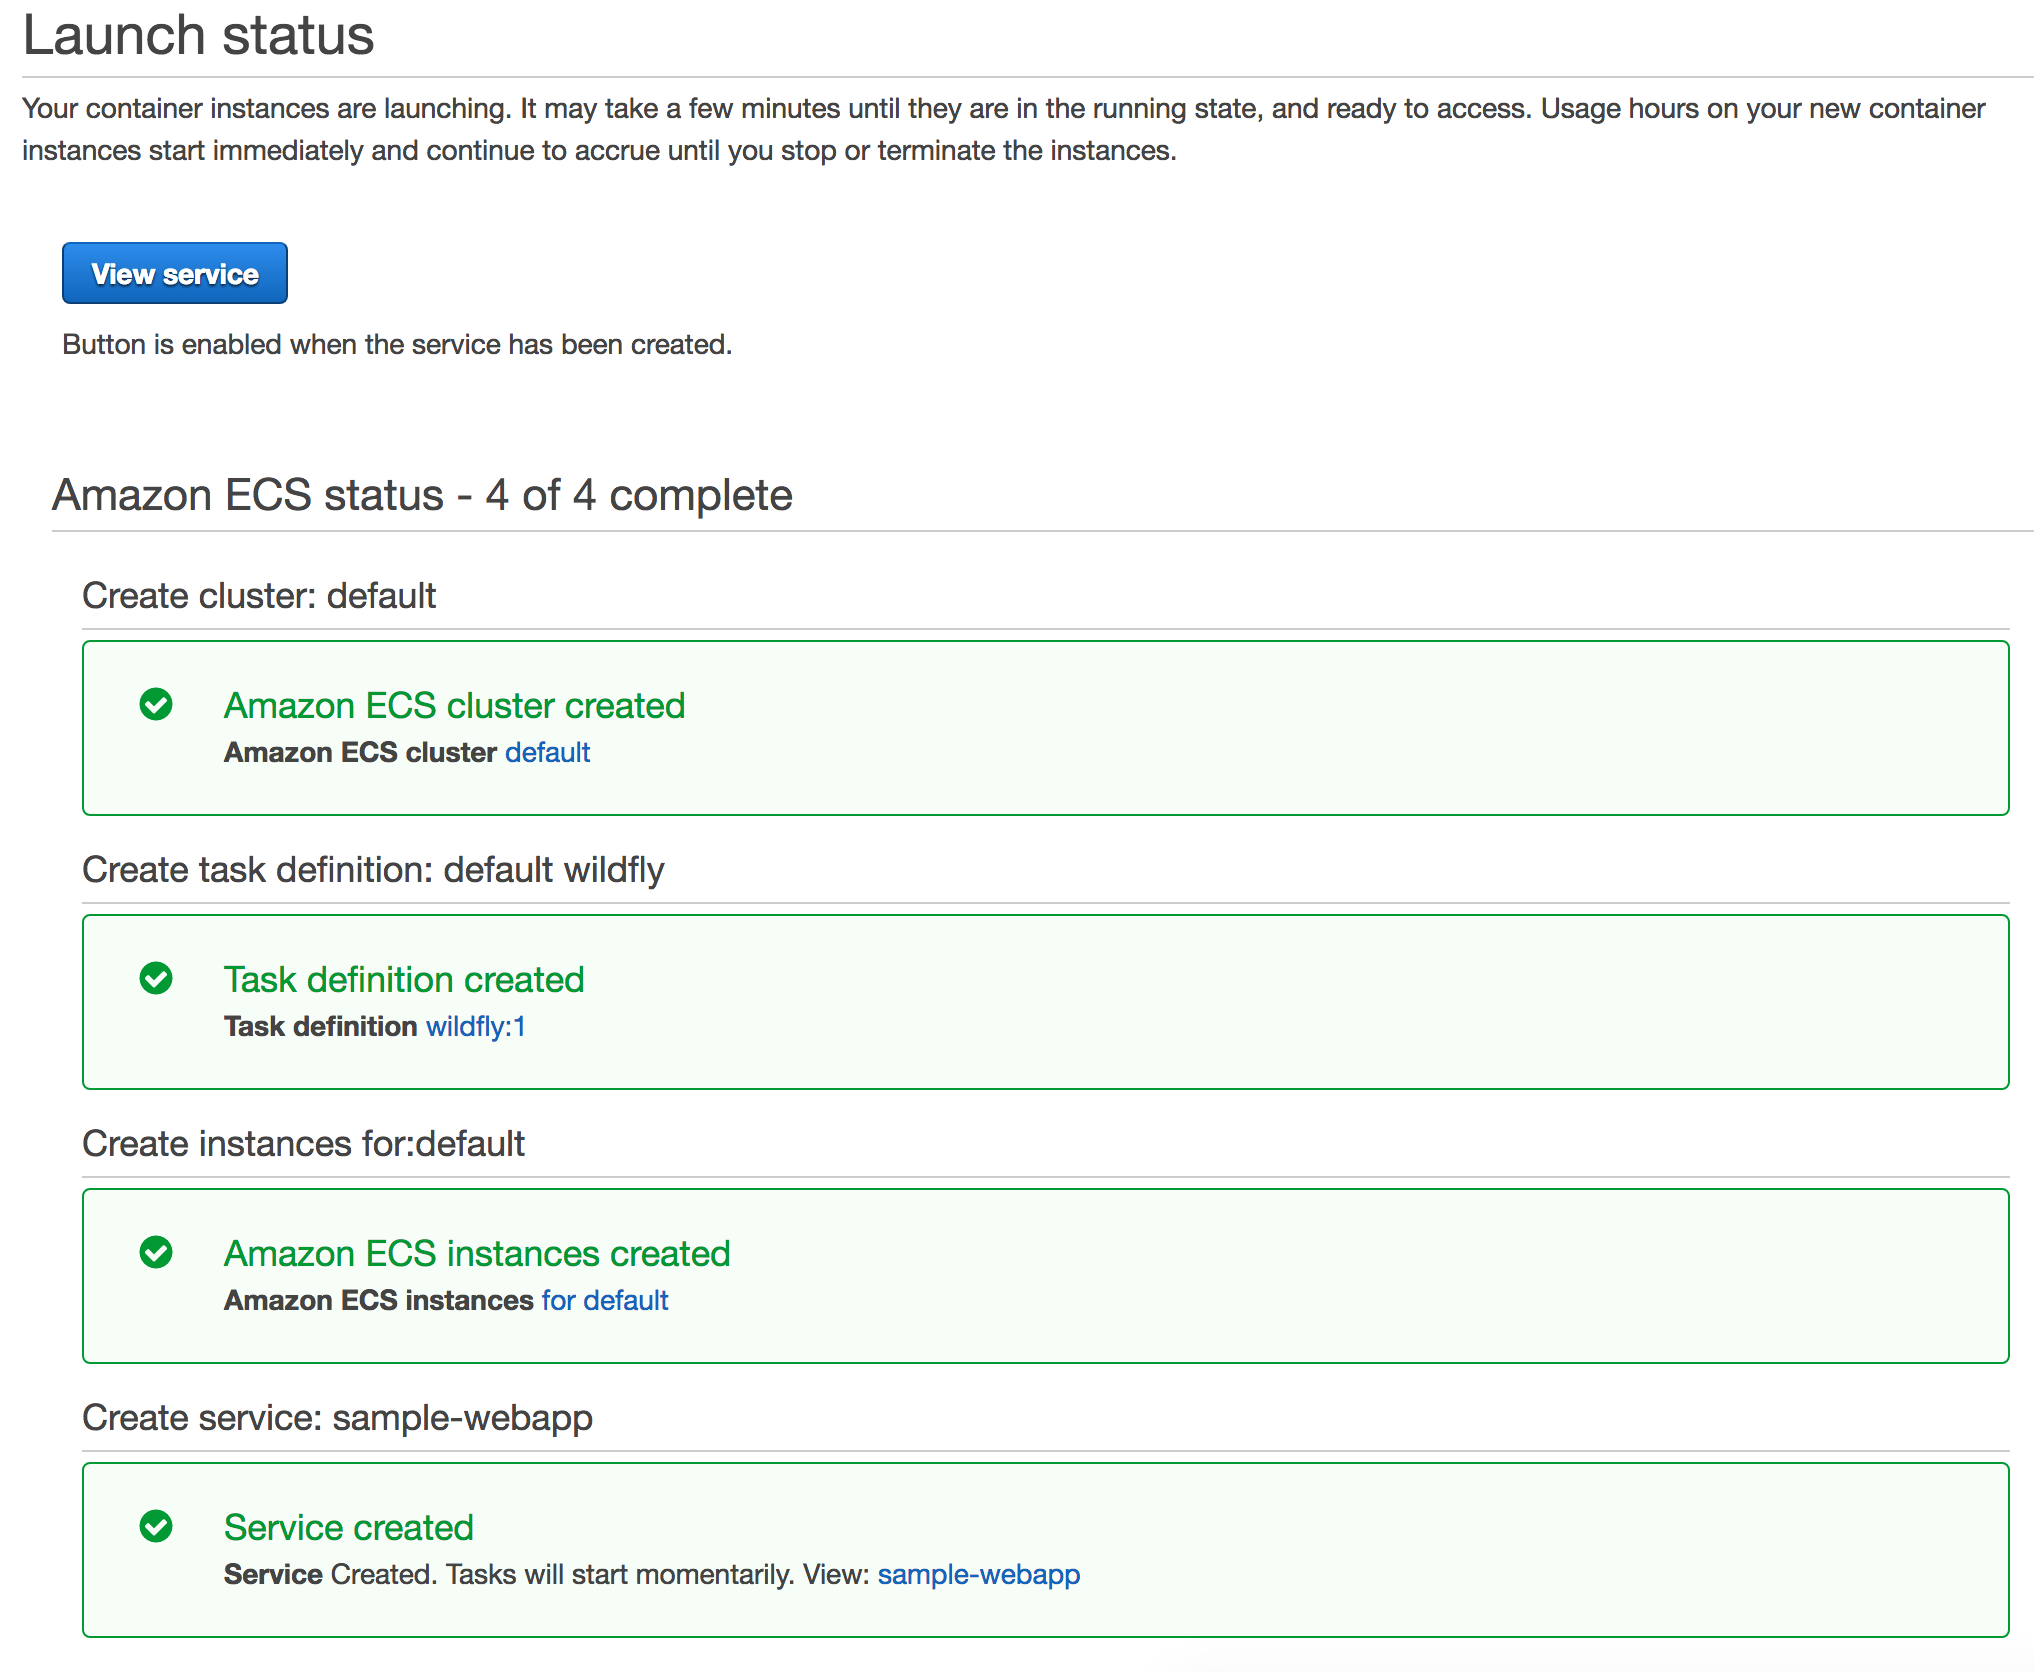 Launch status
Your container instances are launching. It may take a few minutes until they are in the running state, and ready to access. Usage hours on your new container
instances start immediately and continue to accrue until you stop or terminate the instances.
View service
Button is enabled when the service has been created.
Amazon ECS status - 4 of 4 complete
Create cluster: default
Amazon ECS cluster created
Amazon ECS cluster default
Create task definition: default wildfly
Task definition created
Task definition wildfly:1
Create instances for:default
Amazon ECS instances created
Amazon ECS instances for default
Create service: sample-webapp
Service created
Service Created. Tasks will start momentarily. View: sample-webapp